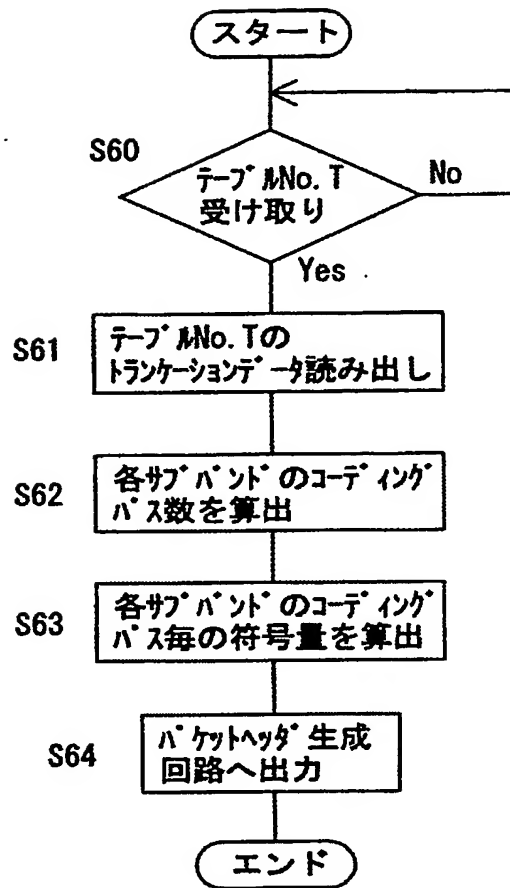 スタート
S60
テーブルNo. T
受け取り
No
Yes
S61
テーブルNo. Tの
トランケーションデータ読み出し
S62
各サブバンドのコーディング
パス数を算出
S63
各サブバンドのコーディング
パス毎の符号量を算出
S64
パケットヘッダ生成
回路へ出力
エンド